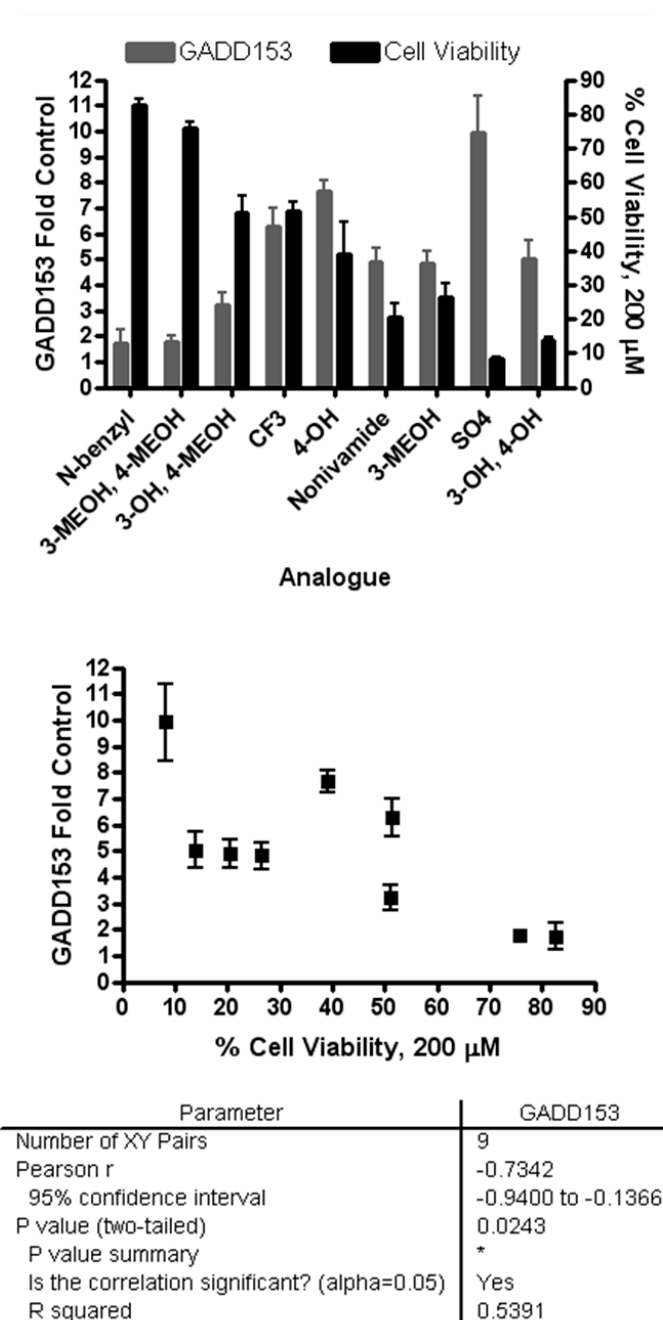 GADD153 Cell Viability
12
11
10
9
8
7
6
5
4
3
2
1
0
GADD153 Fold Control
90
80
70
60
50
40
30
20
10
0
% Cell Viability, 200 μM
N-benzyl
3-MEOH, 4-MEOH
3-OH, 4-MEOH
CF3
4-OH
Nonivamide
3-MEOH
SO4
3-OH, 4-OH
Analogue
12
11
10
9
8
7
6
5
4
3
2
1
0
GADD153 Fold Control
0 10 20 30 40 50 60 70 80 90
% Cell Viability, 200 μM
Parameter GADD153
Number of XY Pairs 9
Pearson r -0.7342
95% confidence interval -0.9400 to -0.1366
P value (two-tailed) 0.0243
P value summary *
Is the correlation significant? (alpha=0.05) Yes
R squared 0.5391